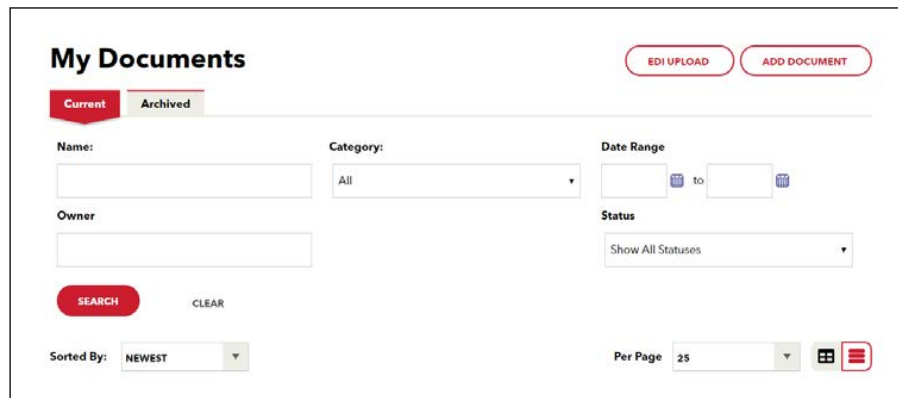 My Documents
EDI UPLOAD
ADD DOCUMENT
Current
Archived
Name:
Category:
Date Range
All
to
Owner
Status
Show All Statuses
SEARCH
CLEAR
Sorted By:
NEWEST
Per Page
25